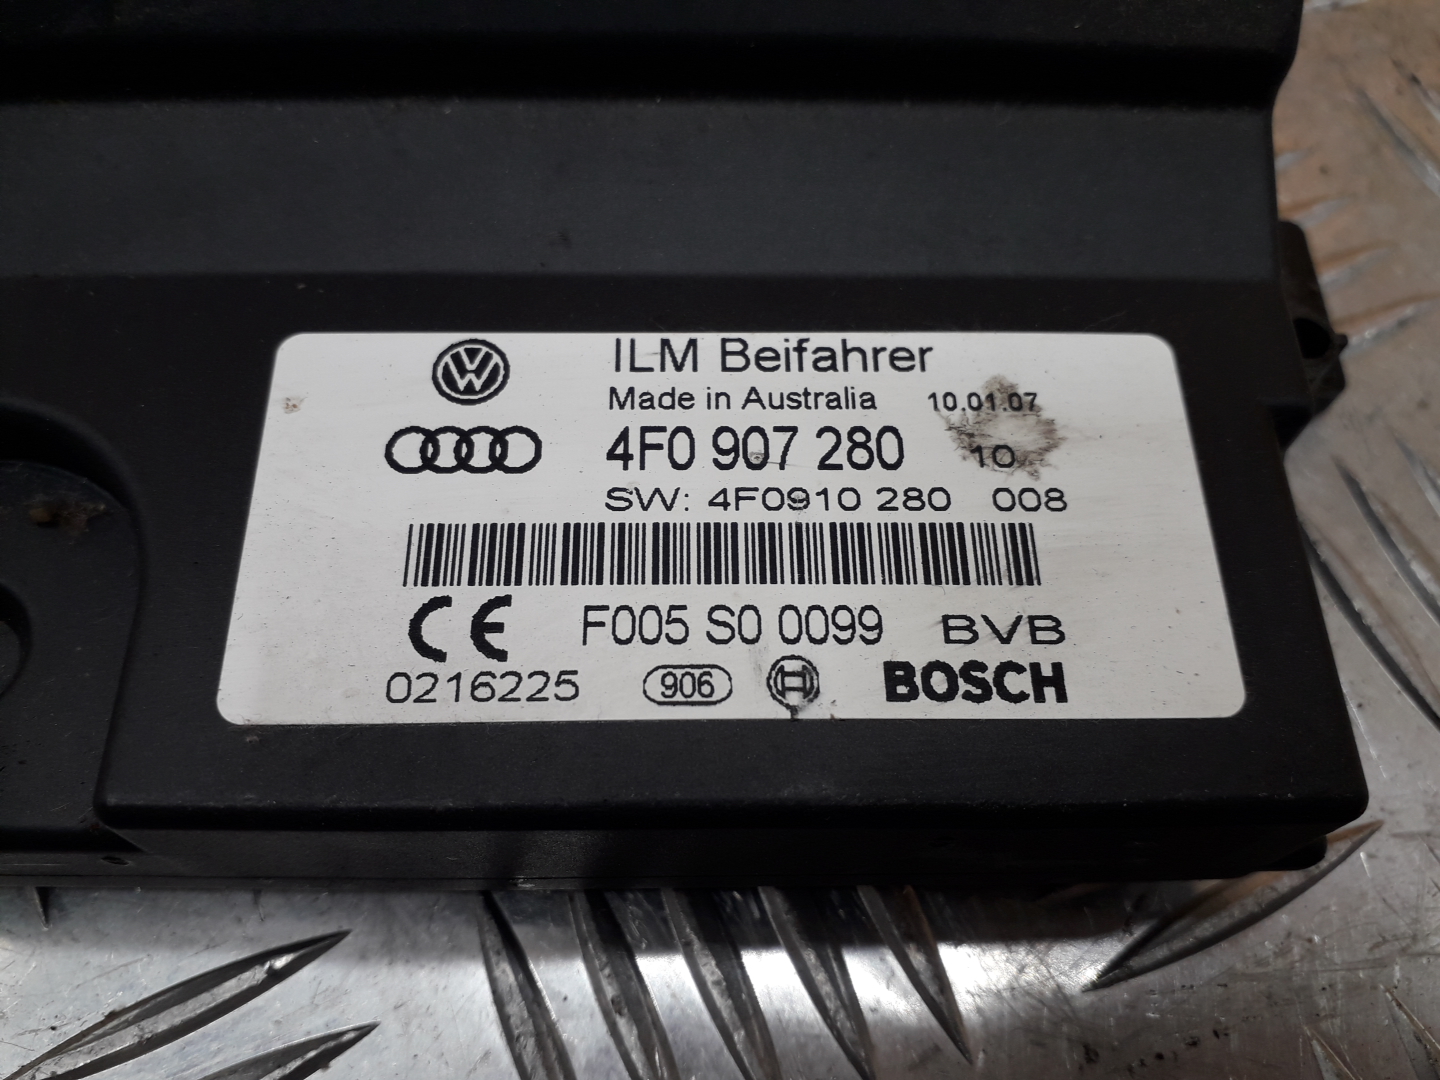 ILM Beifahrer
Made in Australia 10.01.07
4F0 907 280 10
SW: 4F0910 280 008
CE F005 S0 0099 BVB
0216225 906 BOSCH